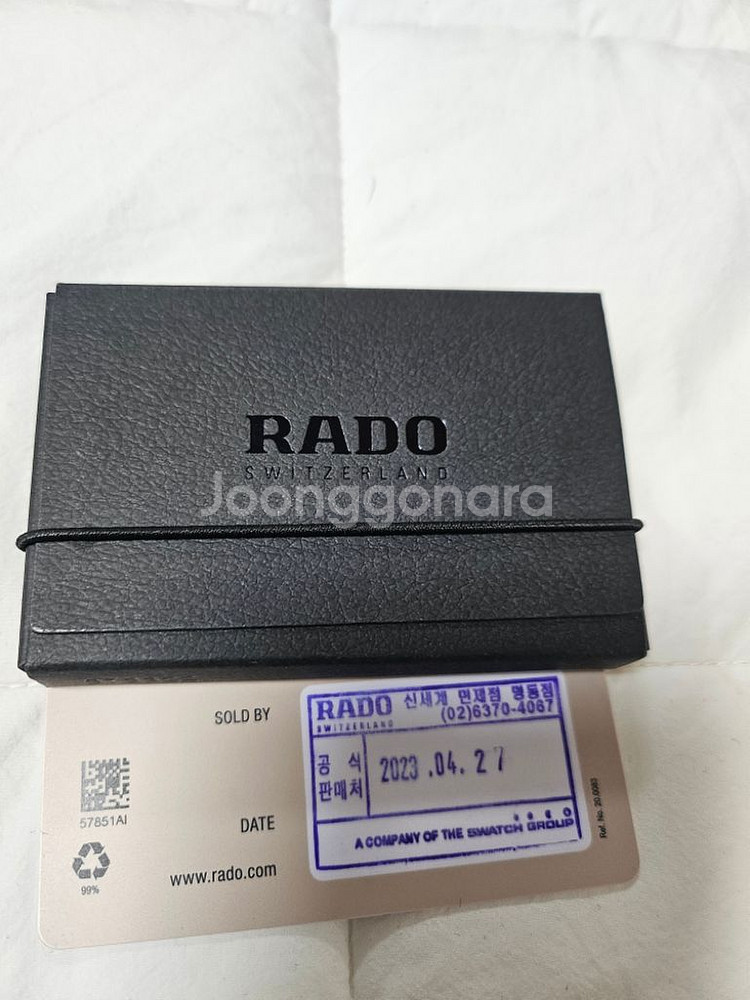 RADO
SWITZERLAND
Joonggonara
SOLD BY
RADO 신세계 면세점 명동점
SWITZERLAND (02)6370-4067
공 식
판매처
2023 .04. 27
57851AI
DATE
A COMPANY OF THE SWATCH GROUP
99%
www.rado.com